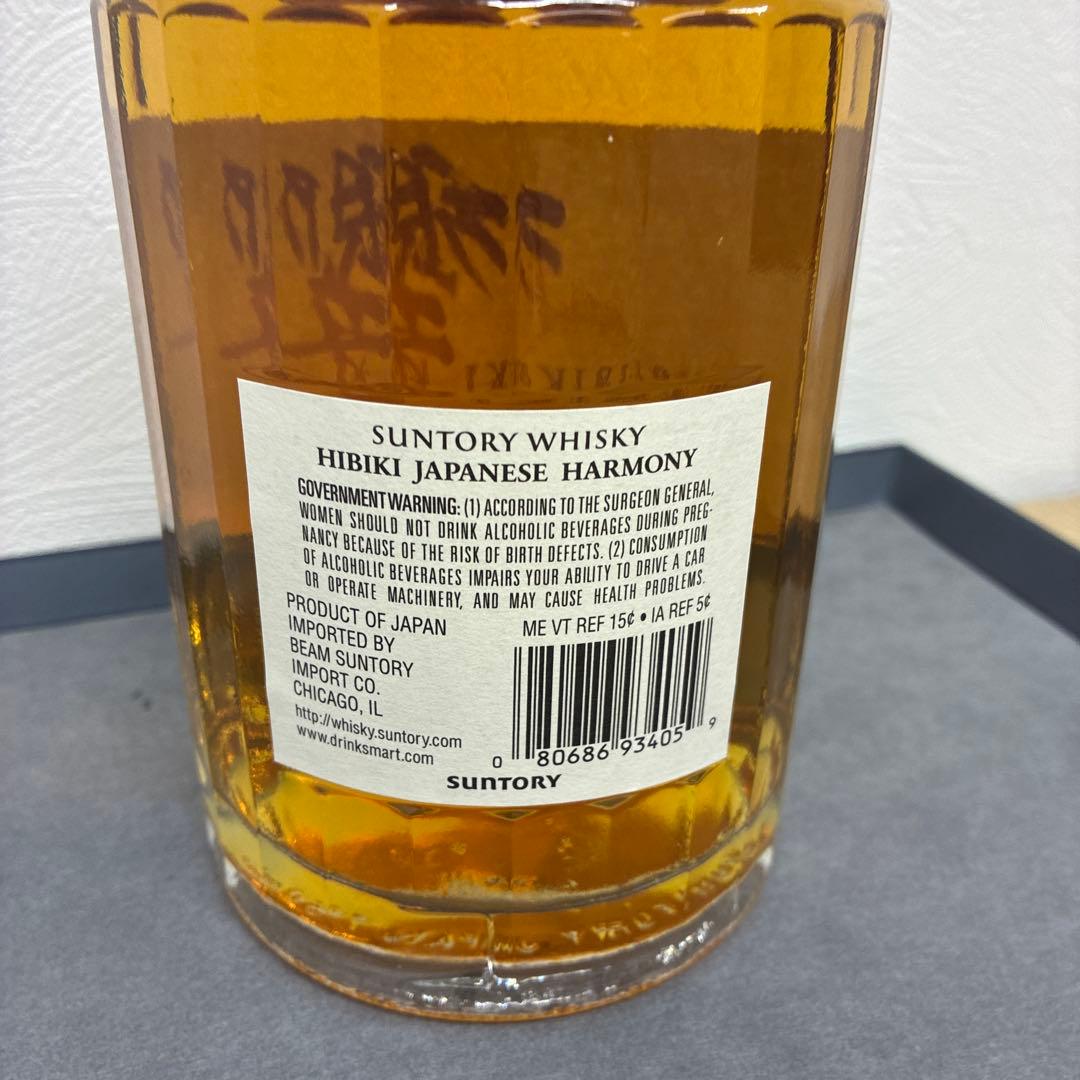 響
SUNTORY WHISKY
HIBIKI JAPANESE HARMONY
GOVERNMENT WARNING: (1) ACCORDING TO THE SURGEON GENERAL,
WOMEN SHOULD NOT DRINK ALCOHOLIC BEVERAGES DURING PREG-
NANCY BECAUSE OF THE RISK OF BIRTH DEFECTS. (2) CONSUMPTION
OF ALCOHOLIC BEVERAGES IMPAIRS YOUR ABILITY TO DRIVE A CAR
OR OPERATE MACHINERY, AND MAY CAUSE HEALTH PROBLEMS.
PRODUCT OF JAPAN
IMPORTED BY
BEAM SUNTORY
IMPORT CO.
CHICAGO, IL
http://whisky.suntory.com
www.drinksmart.com
ME VT REF 15¢ • IA REF 5¢
0 80686 93405 9
SUNTORY